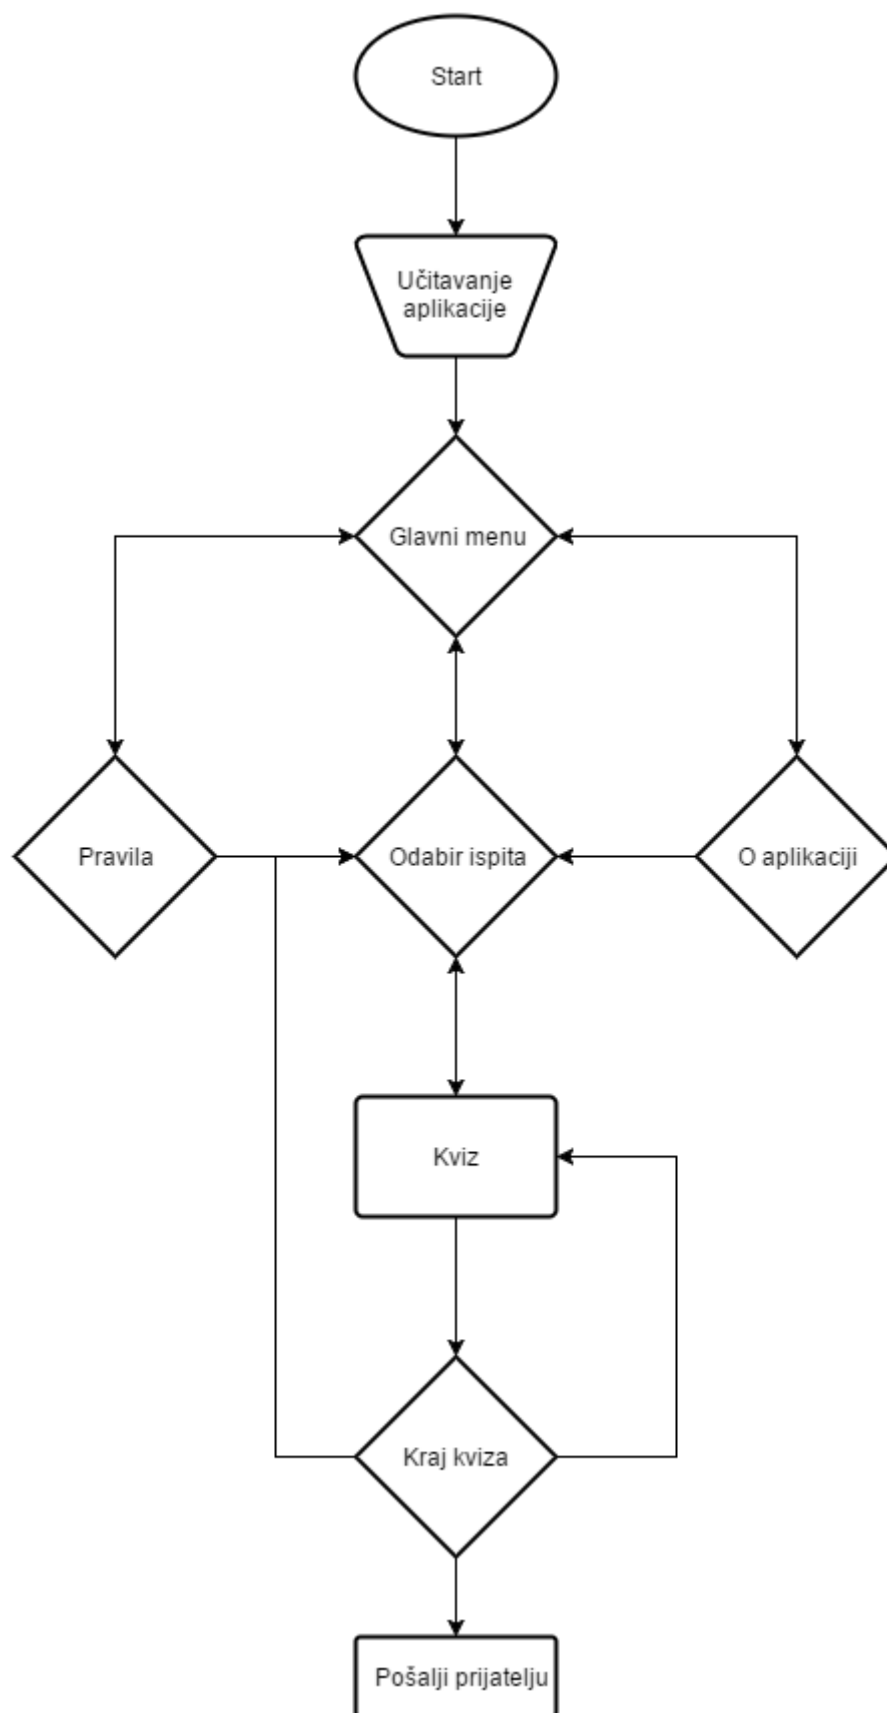 Start
Učitavanje
aplikacije
Glavni menu
Pravila
Odabir ispita
O aplikaciji
Kviz
Kraj kviza
Pošalji prijatelju